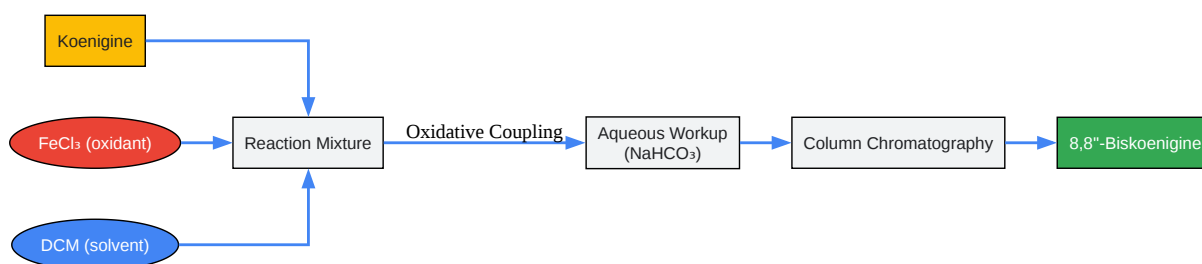 Koenigine
FeCl₃ (oxidant)
DCM (solvent)
Reaction Mixture
Oxidative Coupling
Aqueous Workup
(NaHCO₃)
Column Chromatography
8,8"-Biskoenigine